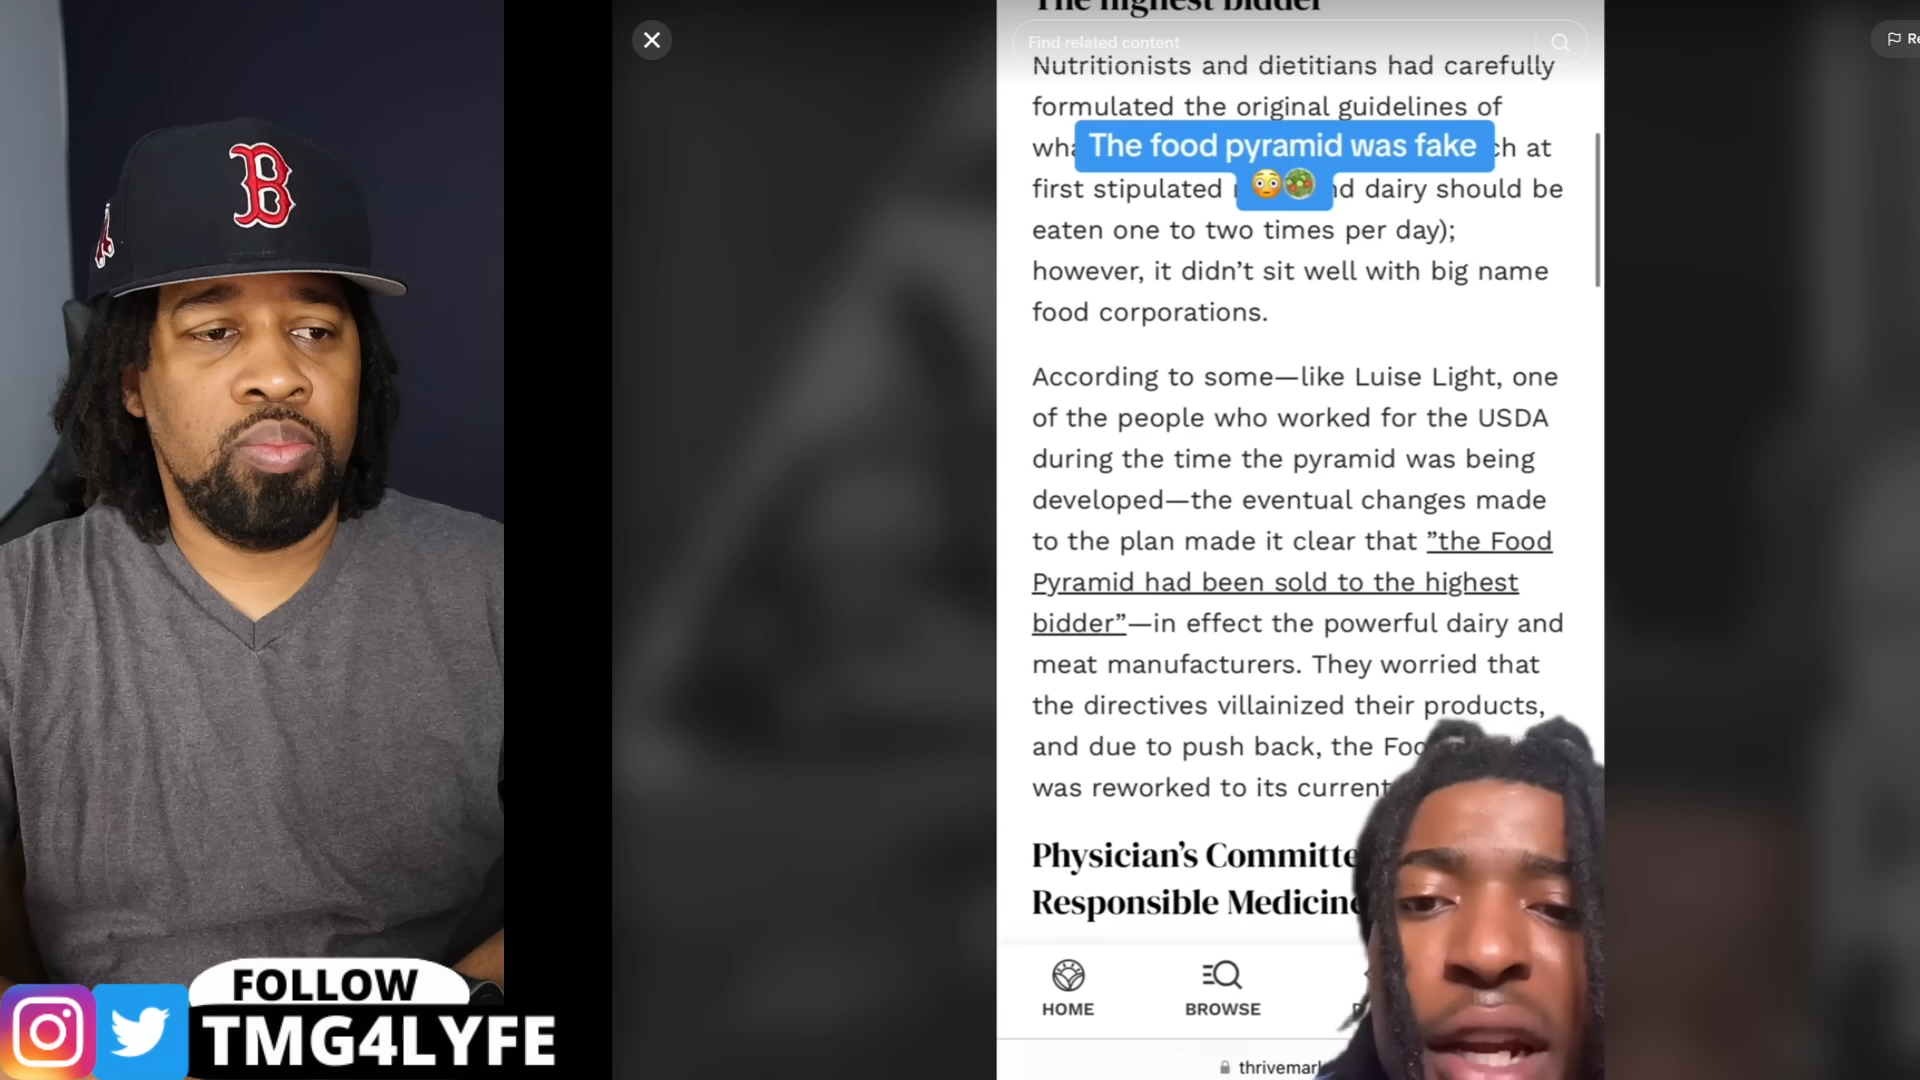 The highest bidder
Find related content
Re
Nutritionists and dietitians had carefully
formulated the original guidelines of
The food pyramid was fake
at
first stipulated dairy should be
eaten one to two times per day);
however, it didn’t sit well with big name
food corporations.
According to some—like Luise Light, one
of the people who worked for the USDA
during the time the pyramid was being
developed—the eventual changes made
to the plan made it clear that ”the Food
Pyramid had been sold to the highest
bidder”—in effect the powerful dairy and
meat manufacturers. They worried that
the directives villainized their products,
and due to push back, the
was reworked to its current
Physician’s
Responsible
HOME
BROWSE
B
FOLLOW
TMG4LYFE